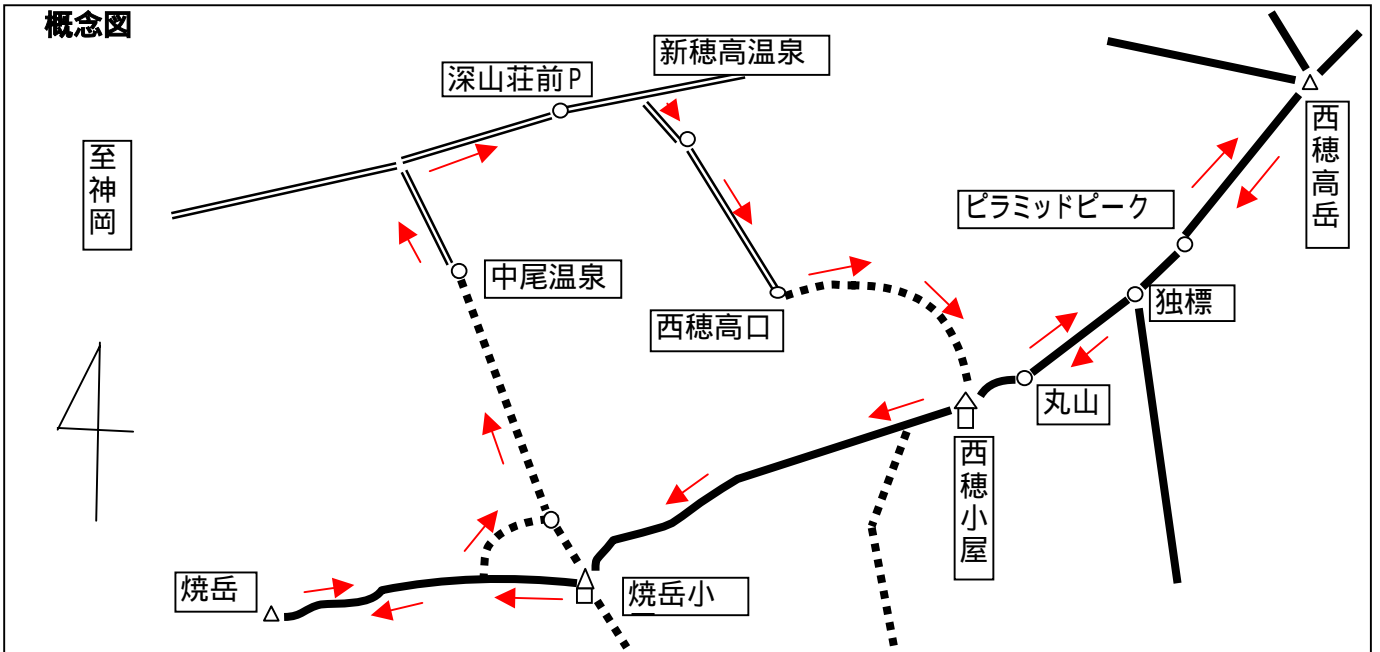 概念図
新穂高温泉
深山荘前P
至神岡
西穂高岳
ピラミッドピーク
中尾温泉
独標
西穂高口
丸山
西穂小屋
焼岳
焼岳小